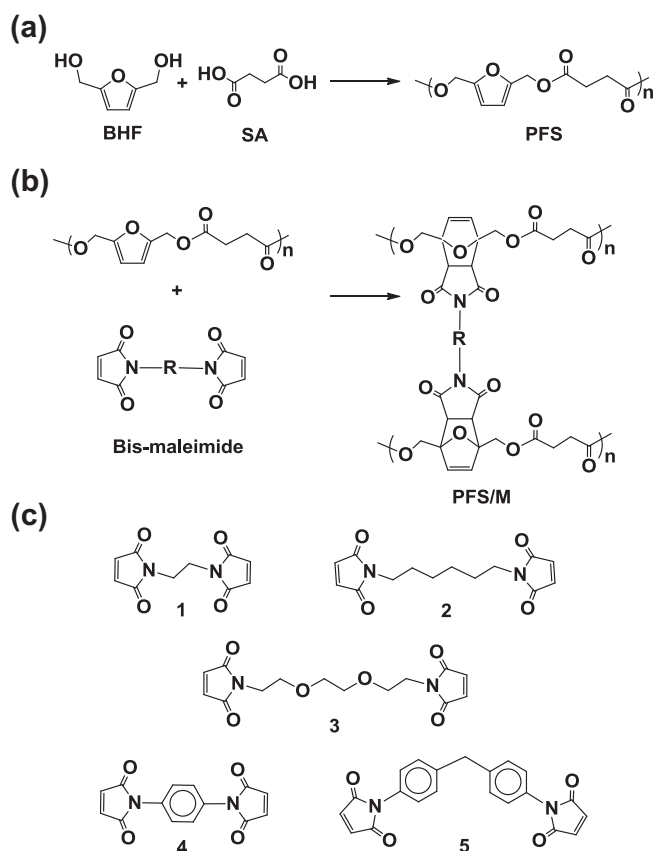 (a)
HO OH
O
BHF
+
HO O
O OH
SA
( O O O O O ) n
PFS
(b)
( O O O O O ) n
+
O O
N R N
O O
Bis-maleimide
( O O O O O ) n
O N O
R
O N O
( O O O O O ) n
PFS/M
(c)
O O
N N
O O
1
O O
N N
O O
2
O O
N O O N
O O
3
O O
N N
O O
4
O O
N N
O O
5